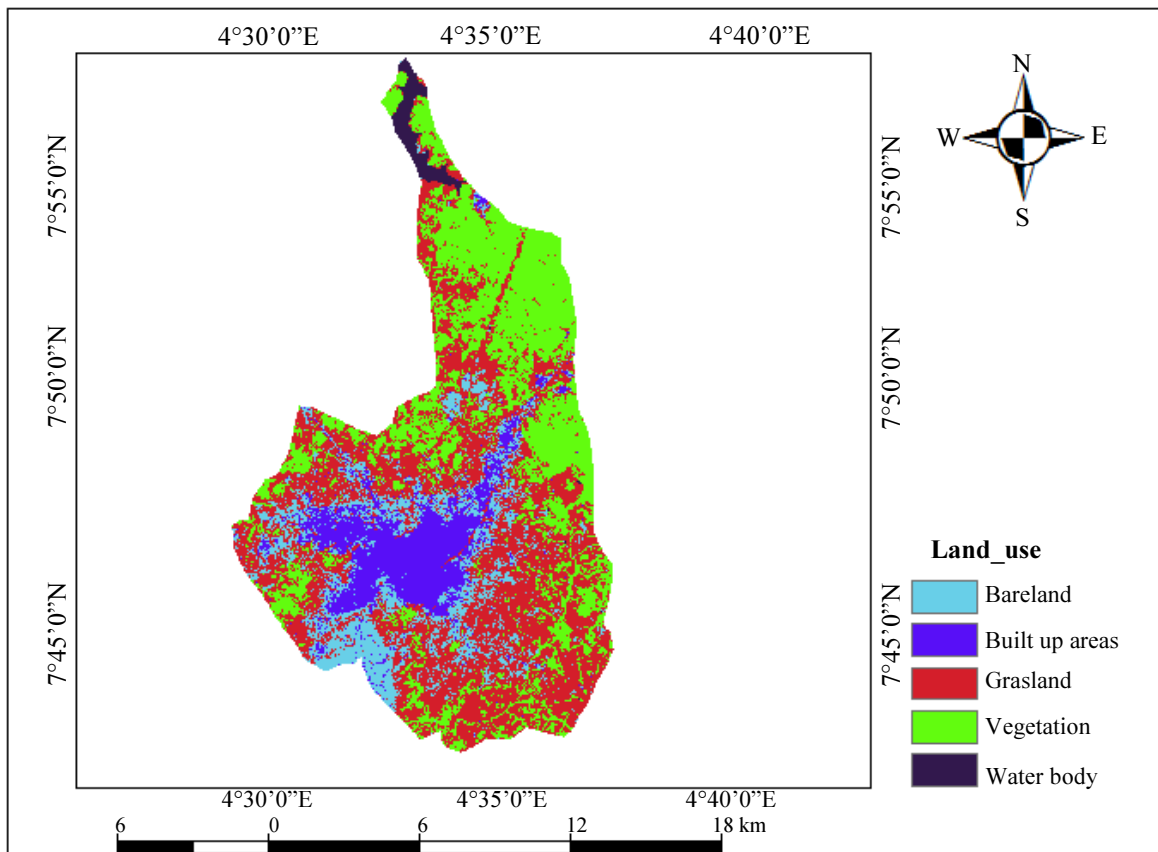 4°30’0”E 4°35’0”E 4°40’0”E
N
W E
S
7°55’0”N 7°55’0”N
7°50’0”N 7°50’0”N
7°45’0”N 7°45’0”N
Land_use
Bareland
Built up areas
Grasland
Vegetation
Water body
4°30’0”E 4°35’0”E 4°40’0”E
6 0 6 12 18 km